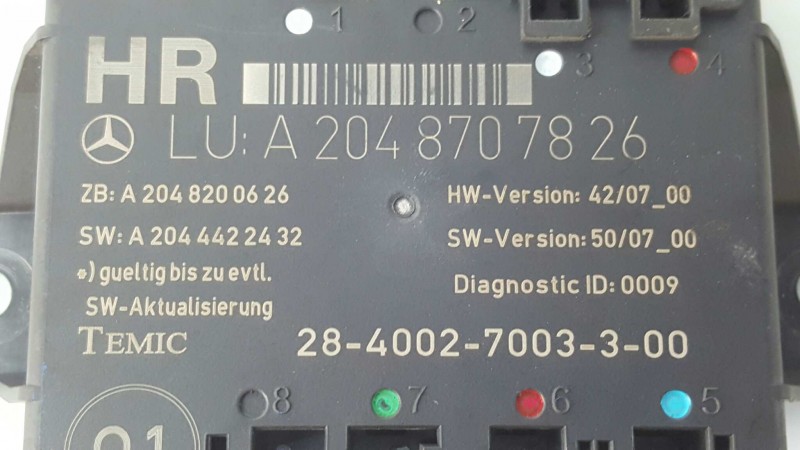 1 2
HR
3 4
LU: A 204 870 78 26
ZB: A 204 820 06 26
HW-Version: 42/07_00
SW: A 204 442 24 32
SW-Version: 50/07_00
*) gueltig bis zu evtl.
SW-Aktualisierung
Diagnostic ID: 0009
TEMIC
28-4002-7003-3-00
8 7 6 5
01